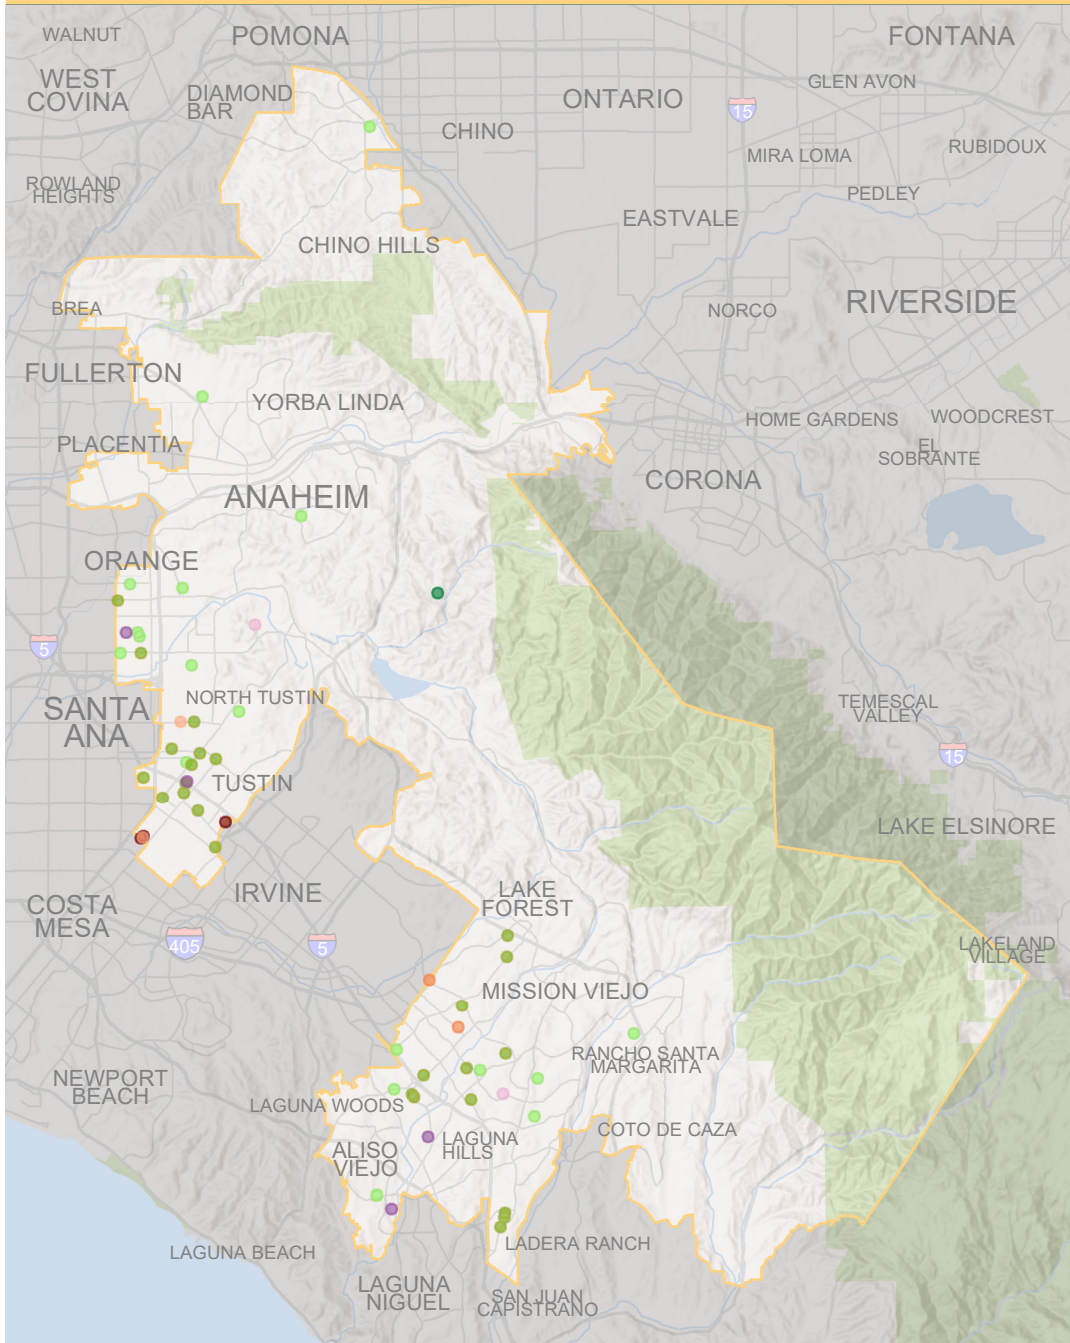 WALNUT
POMONA
FONTANA
WEST
COVINA
DIAMOND
BAR
GLEN AVON
ONTARIO
15
CHINO
MIRA LOMA
RUBIDOUX
ROWLAND
HEIGHTS
PEDLEY
EASTVALE
CHINO HILLS
BREA
NORCO
RIVERSIDE
FULLERTON
YORBA LINDA
HOME GARDENS
WOODCREST
PLACENTIA
EL
SOBRANTE
CORONA
ANAHEIM
ORANGE
5
SANTA
ANA
NORTH TUSTIN
TEMESCAL
VALLEY
15
TUSTIN
LAKE ELSINORE
IRVINE
LAKE
FOREST
COSTA
MESA
405
5
LAKELAND
VILLAGE
MISSION VIEJO
RANCHO SANTA
MARGARITA
NEWPORT
BEACH
LAGUNA WOODS
COTO DE CAZA
LAGUNA
HILLS
ALISO
VIEJO
LAGUNA BEACH
LADERA RANCH
LAGUNA
NIGUEL
SAN JUAN
CAPISTRANO